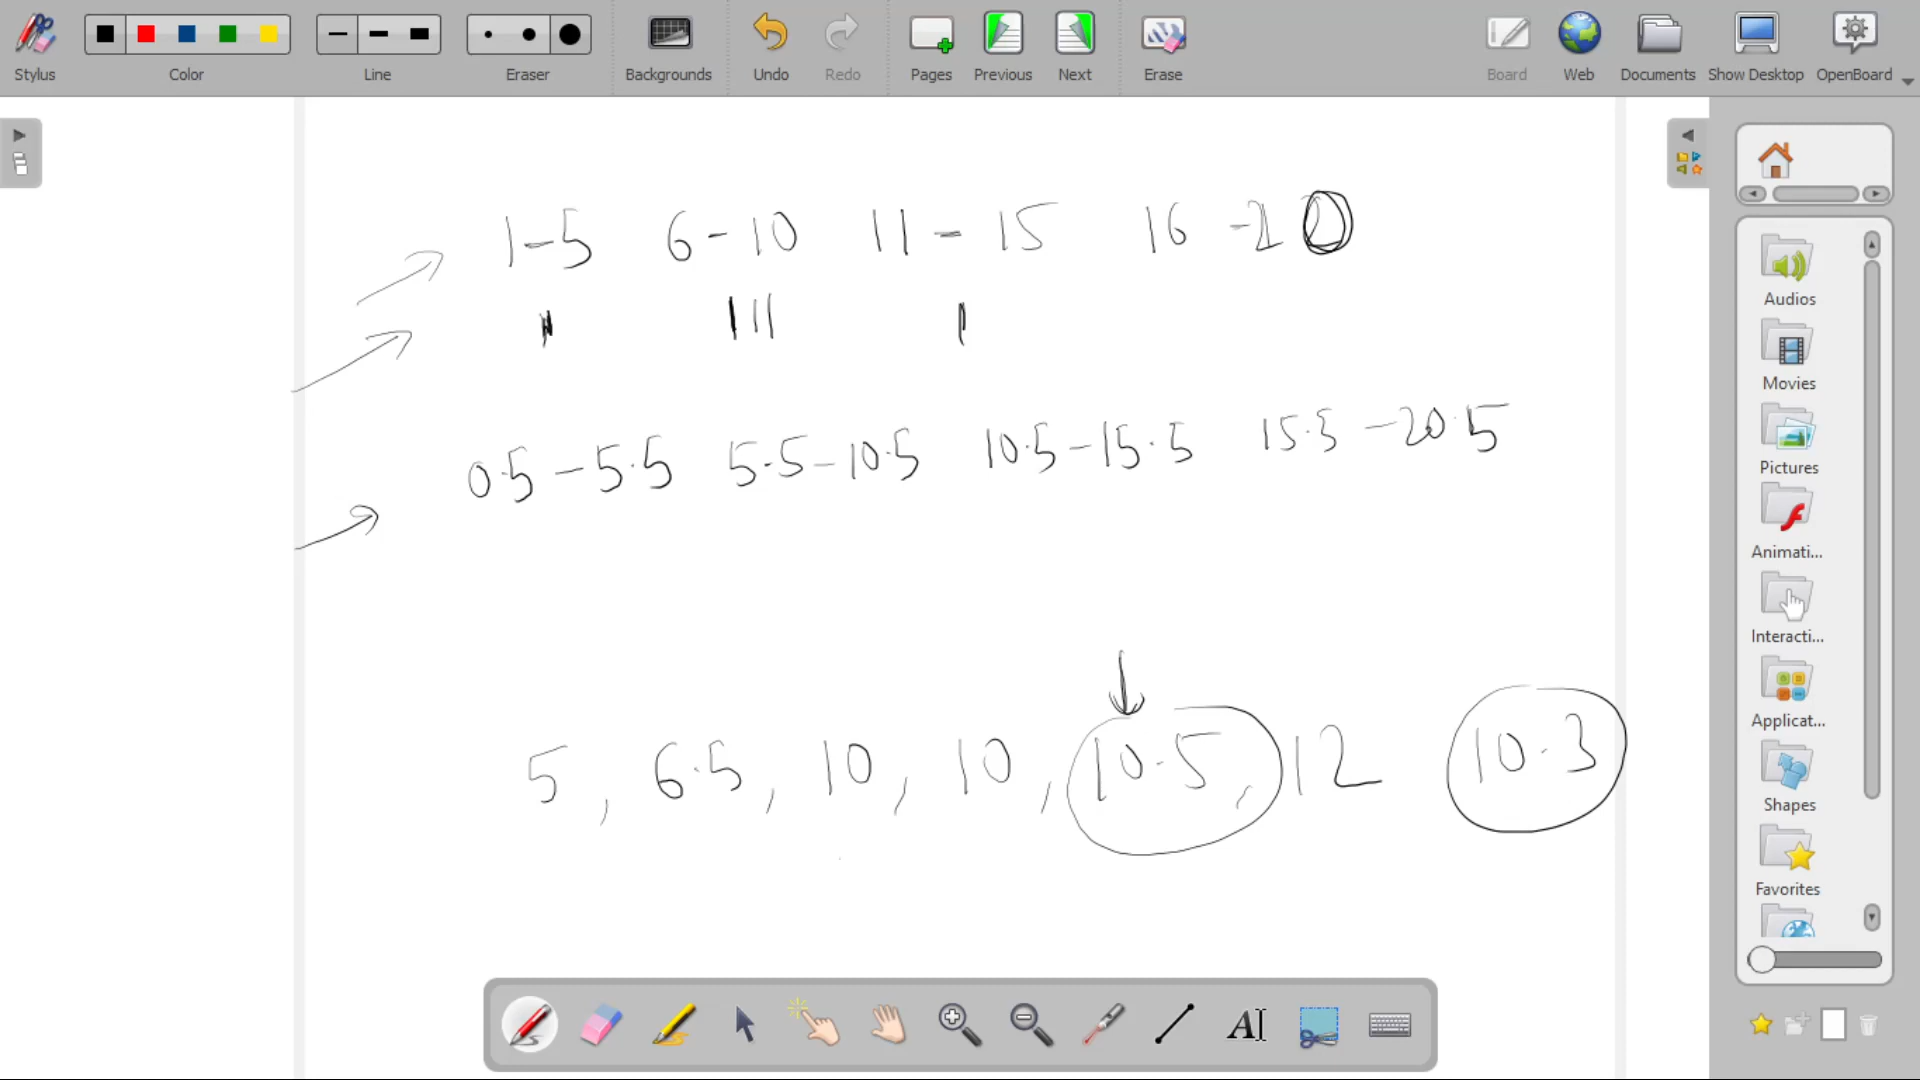 Stylus Color Line Eraser Backgrounds Undo Redo Pages Previous Next Erase Board Web Documents Show Desktop OpenBoard
1-5 6-10 11-15 16-20
0.5-5.5 5.5-10.5 10.5-15.5 15.5-20.5
5, 6.5, 10, 10, 10.5, 12 10.3
Audios
Movies
Pictures
Animati...
Interacti...
Applicat...
Shapes
Favorites